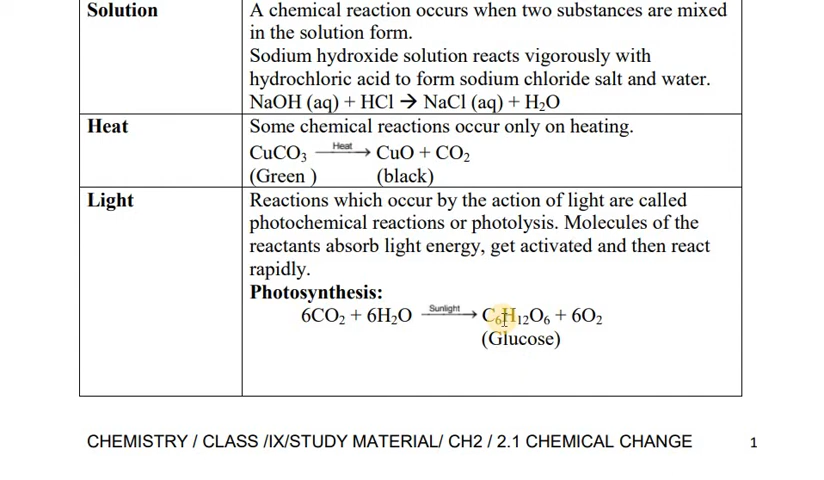 Solution
A chemical reaction occurs when two substances are mixed
in the solution form.
Sodium hydroxide solution reacts vigorously with
hydrochloric acid to form sodium chloride salt and water.
NaOH (aq) + HCl → NaCl (aq) + H₂O
Heat
Some chemical reactions occur only on heating.
CuCO₃ Heat → CuO + CO₂
(Green ) (black)
Light
Reactions which occur by the action of light are called
photochemical reactions or photolysis. Molecules of the
reactants absorb light energy, get activated and then react
rapidly.
Photosynthesis:
6CO₂ + 6H₂O Sunlight → C₆H₁₂O₆ + 6O₂
(Glucose)
CHEMISTRY / CLASS /IX/STUDY MATERIAL/ CH2 / 2.1 CHEMICAL CHANGE 1